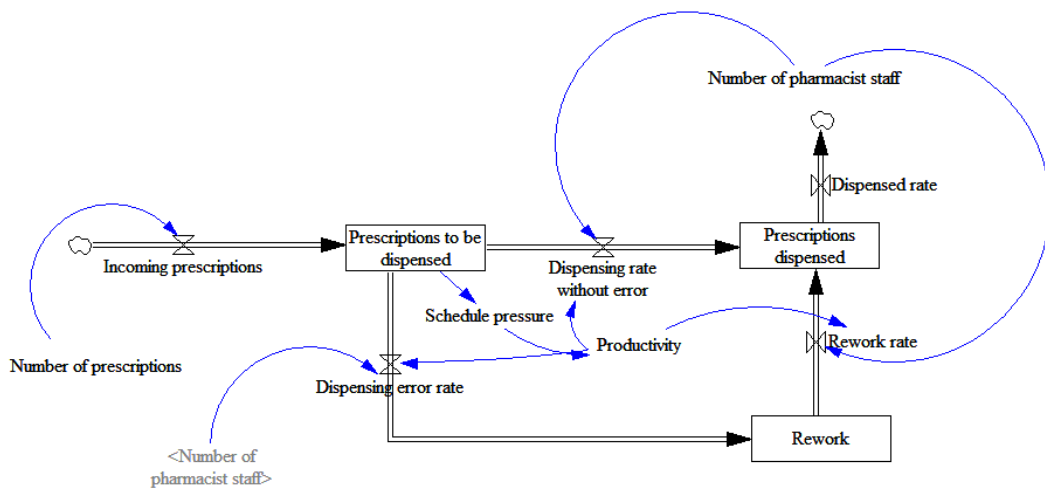 Number of pharmacist staff
Dispensed rate
Prescriptions to be
dispensed
Prescriptions
dispensed
Incoming prescriptions
Dispensing rate
without error
Schedule pressure
Productivity
Rework rate
Number of prescriptions
Dispensing error rate
Rework
<Number of
pharmacist staff>